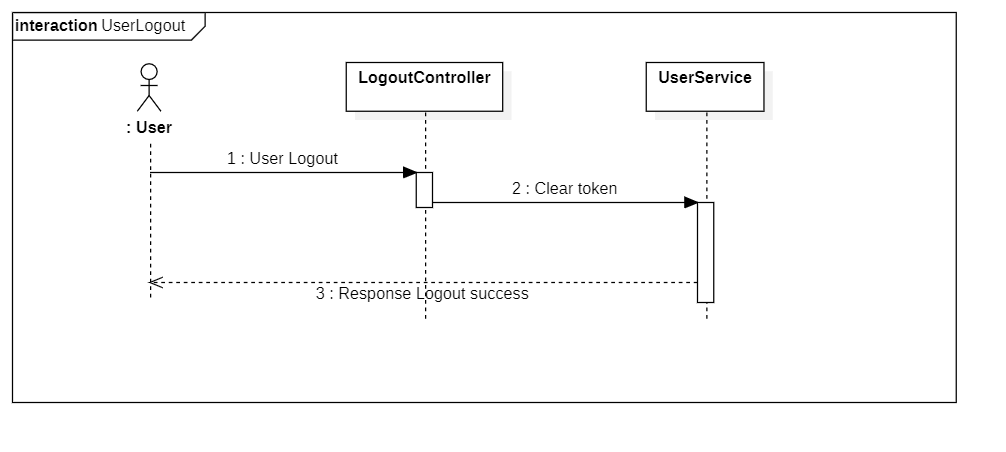 interaction UserLogout
: User
LogoutController
UserService
1 : User Logout
2 : Clear token
3 : Response Logout success